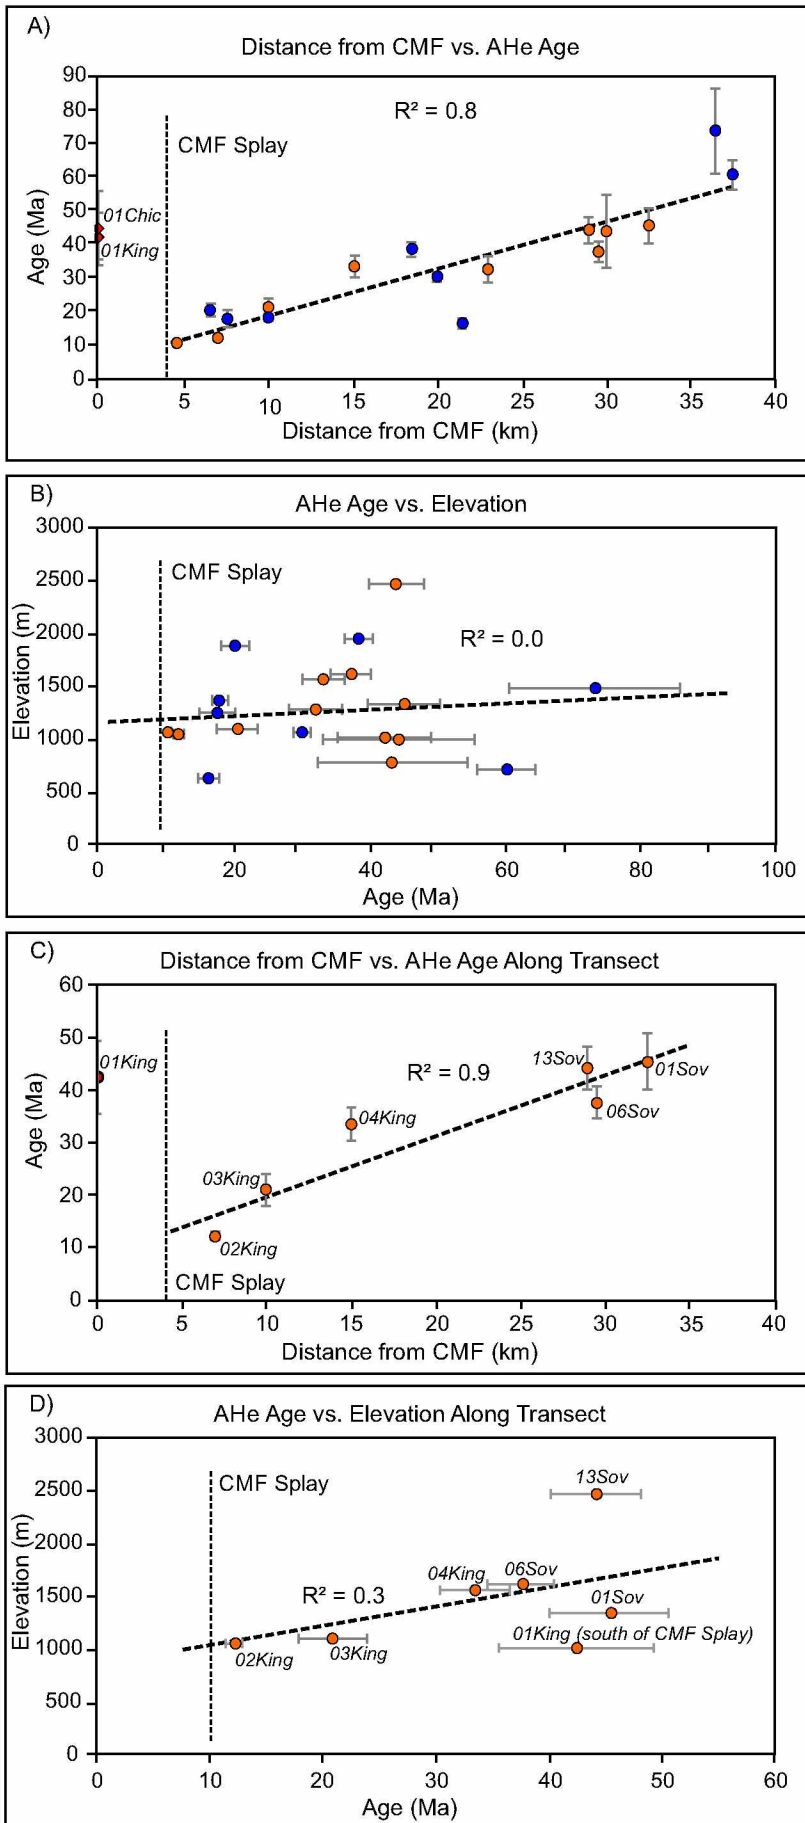 A)
Distance from CMF vs. AHe Age
90
80
70
60
50
40
30
20
10
0
Age (Ma)
R² = 0.8
CMF Splay
01Chic
01King
0
5
10
15
20
25
30
35
40
Distance from CMF (km)
B)
AHe Age vs. Elevation
3000
2500
2000
1500
1000
500
0
Elevation (m)
CMF Splay
R² = 0.0
0
20
40
60
80
100
Age (Ma)
C)
Distance from CMF vs. AHe Age Along Transect
60
50
40
30
20
10
0
Age (Ma)
01King
R² = 0.9
13Sov
01Sov
06Sov
04King
03King
02King
CMF Splay
0
5
10
15
20
25
30
35
40
Distance from CMF (km)
D)
AHe Age vs. Elevation Along Transect
3000
2500
2000
1500
1000
500
0
Elevation (m)
CMF Splay
13Sov
04King
06Sov
R² = 0.3
01Sov
01King (south of CMF Splay)
02King
03King
0
10
20
30
40
50
60
Age (Ma)